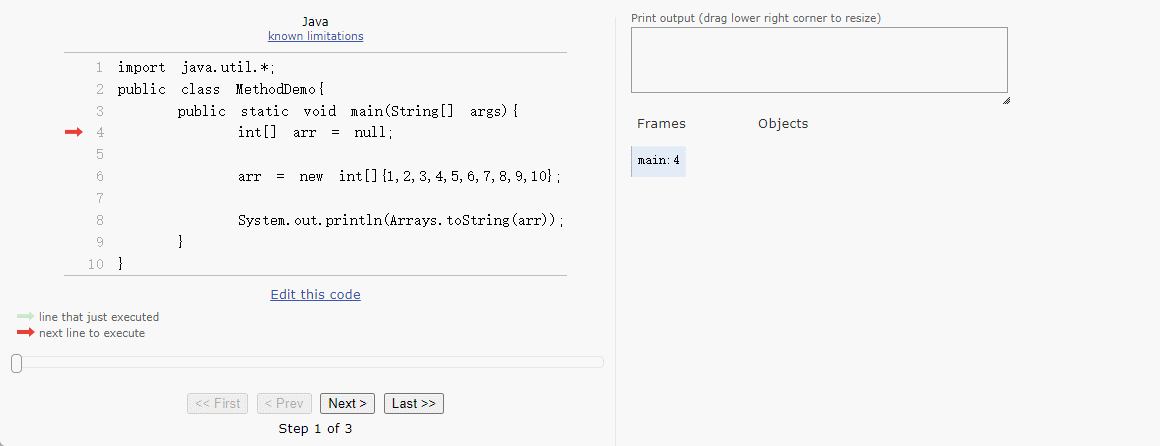 Java
known limitations
1 import java.util.*;
2 public class MethodDemo{
3 public static void main(String[] args){
4 int[] arr = null;
5
6 arr = new int[]{1,2,3,4,5,6,7,8,9,10};
7
8 System.out.println(Arrays.toString(arr));
9 }
10 }
Edit this code
line that just executed
next line to execute
<< First < Prev Next > Last >>
Step 1 of 3
Print output (drag lower right corner to resize)
Frames Objects
main:4